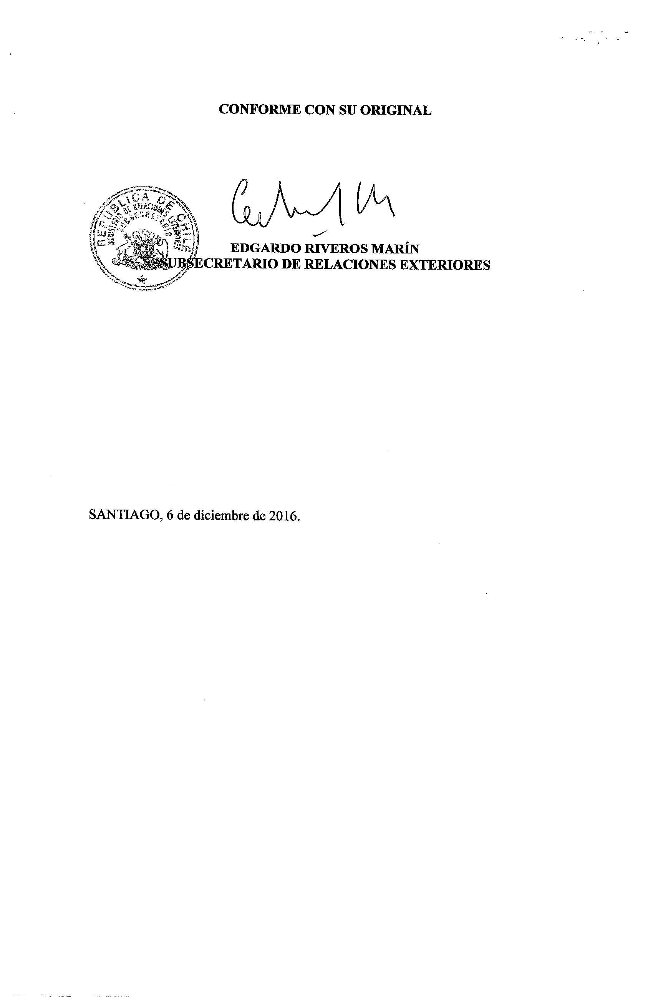 CONFORME CON SU ORIGINAL
REPUBLICA DE CHILE
MINISTERIO DE RELACIONES EXTERIORES
SUBSECRETARIO
EDGARDO RIVEROS MARÍN
SUBSECRETARIO DE RELACIONES EXTERIORES
SANTIAGO, 6 de diciembre de 2016.